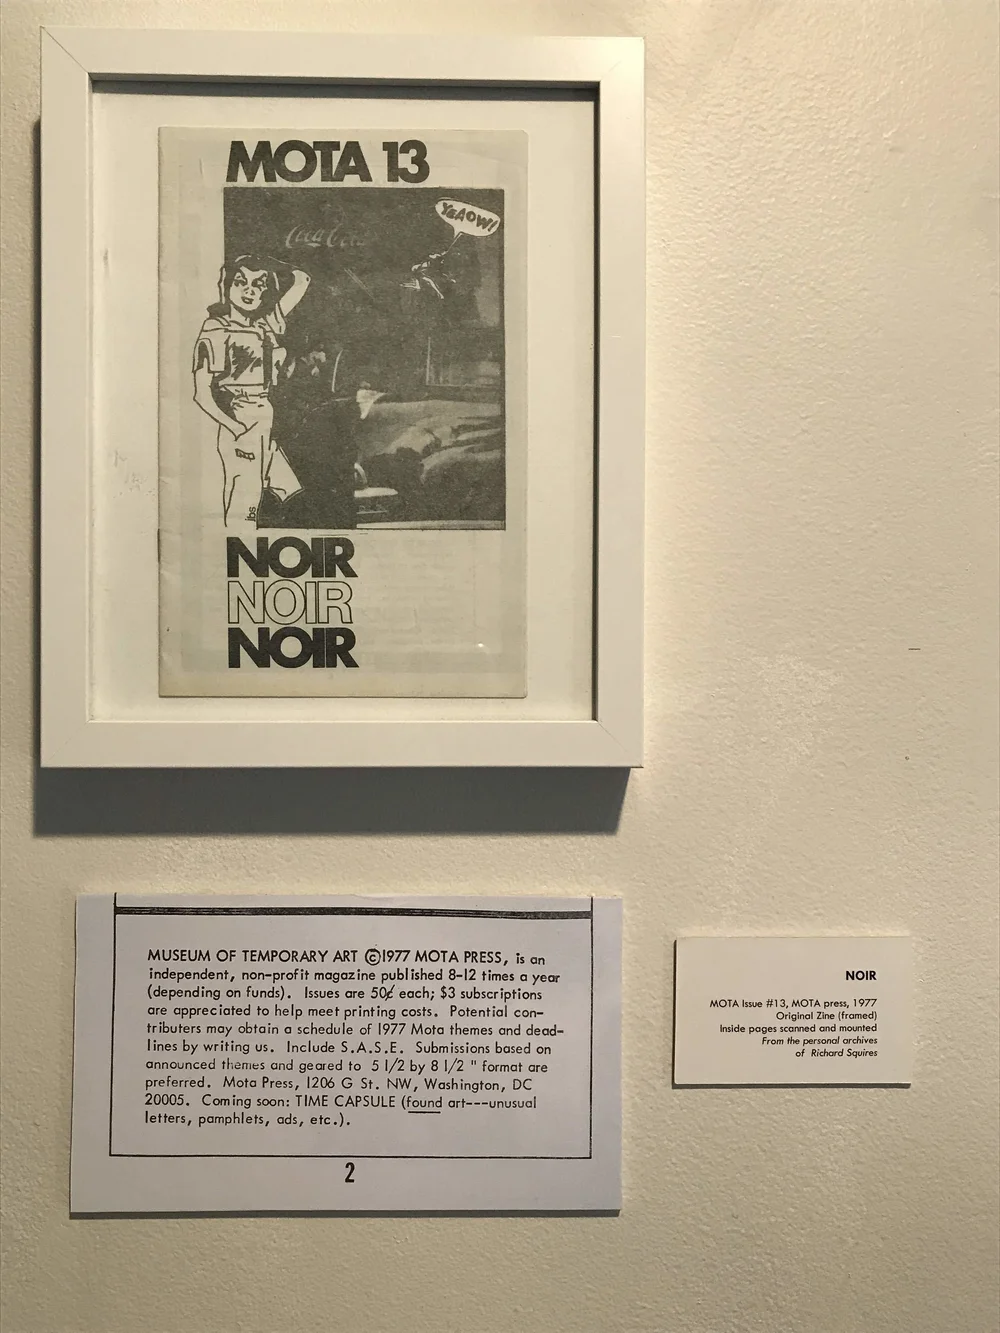 MOTA 13
YEAOW!
Coca-Cola
jbs
NOIR
NOIR
NOIR
MUSEUM OF TEMPORARY ART ©1977 MOTA PRESS, is an
independent, non-profit magazine published 8-12 times a year
(depending on funds). Issues are 50¢ each; $3 subscriptions
are appreciated to help meet printing costs. Potential con-
tributers may obtain a schedule of 1977 Mota themes and dead-
lines by writing us. Include S.A.S.E. Submissions based on
announced themes and geared to 5 1/2 by 8 1/2 " format are
preferred. Mota Press, 1206 G St. NW, Washington, DC
20005. Coming soon: TIME CAPSULE (found art---unusual
letters, pamphlets, ads, etc.).
2
NOIR
MOTA Issue #13, MOTA press, 1977
Original Zine (framed)
Inside pages scanned and mounted
From the personal archives
of Richard Squires